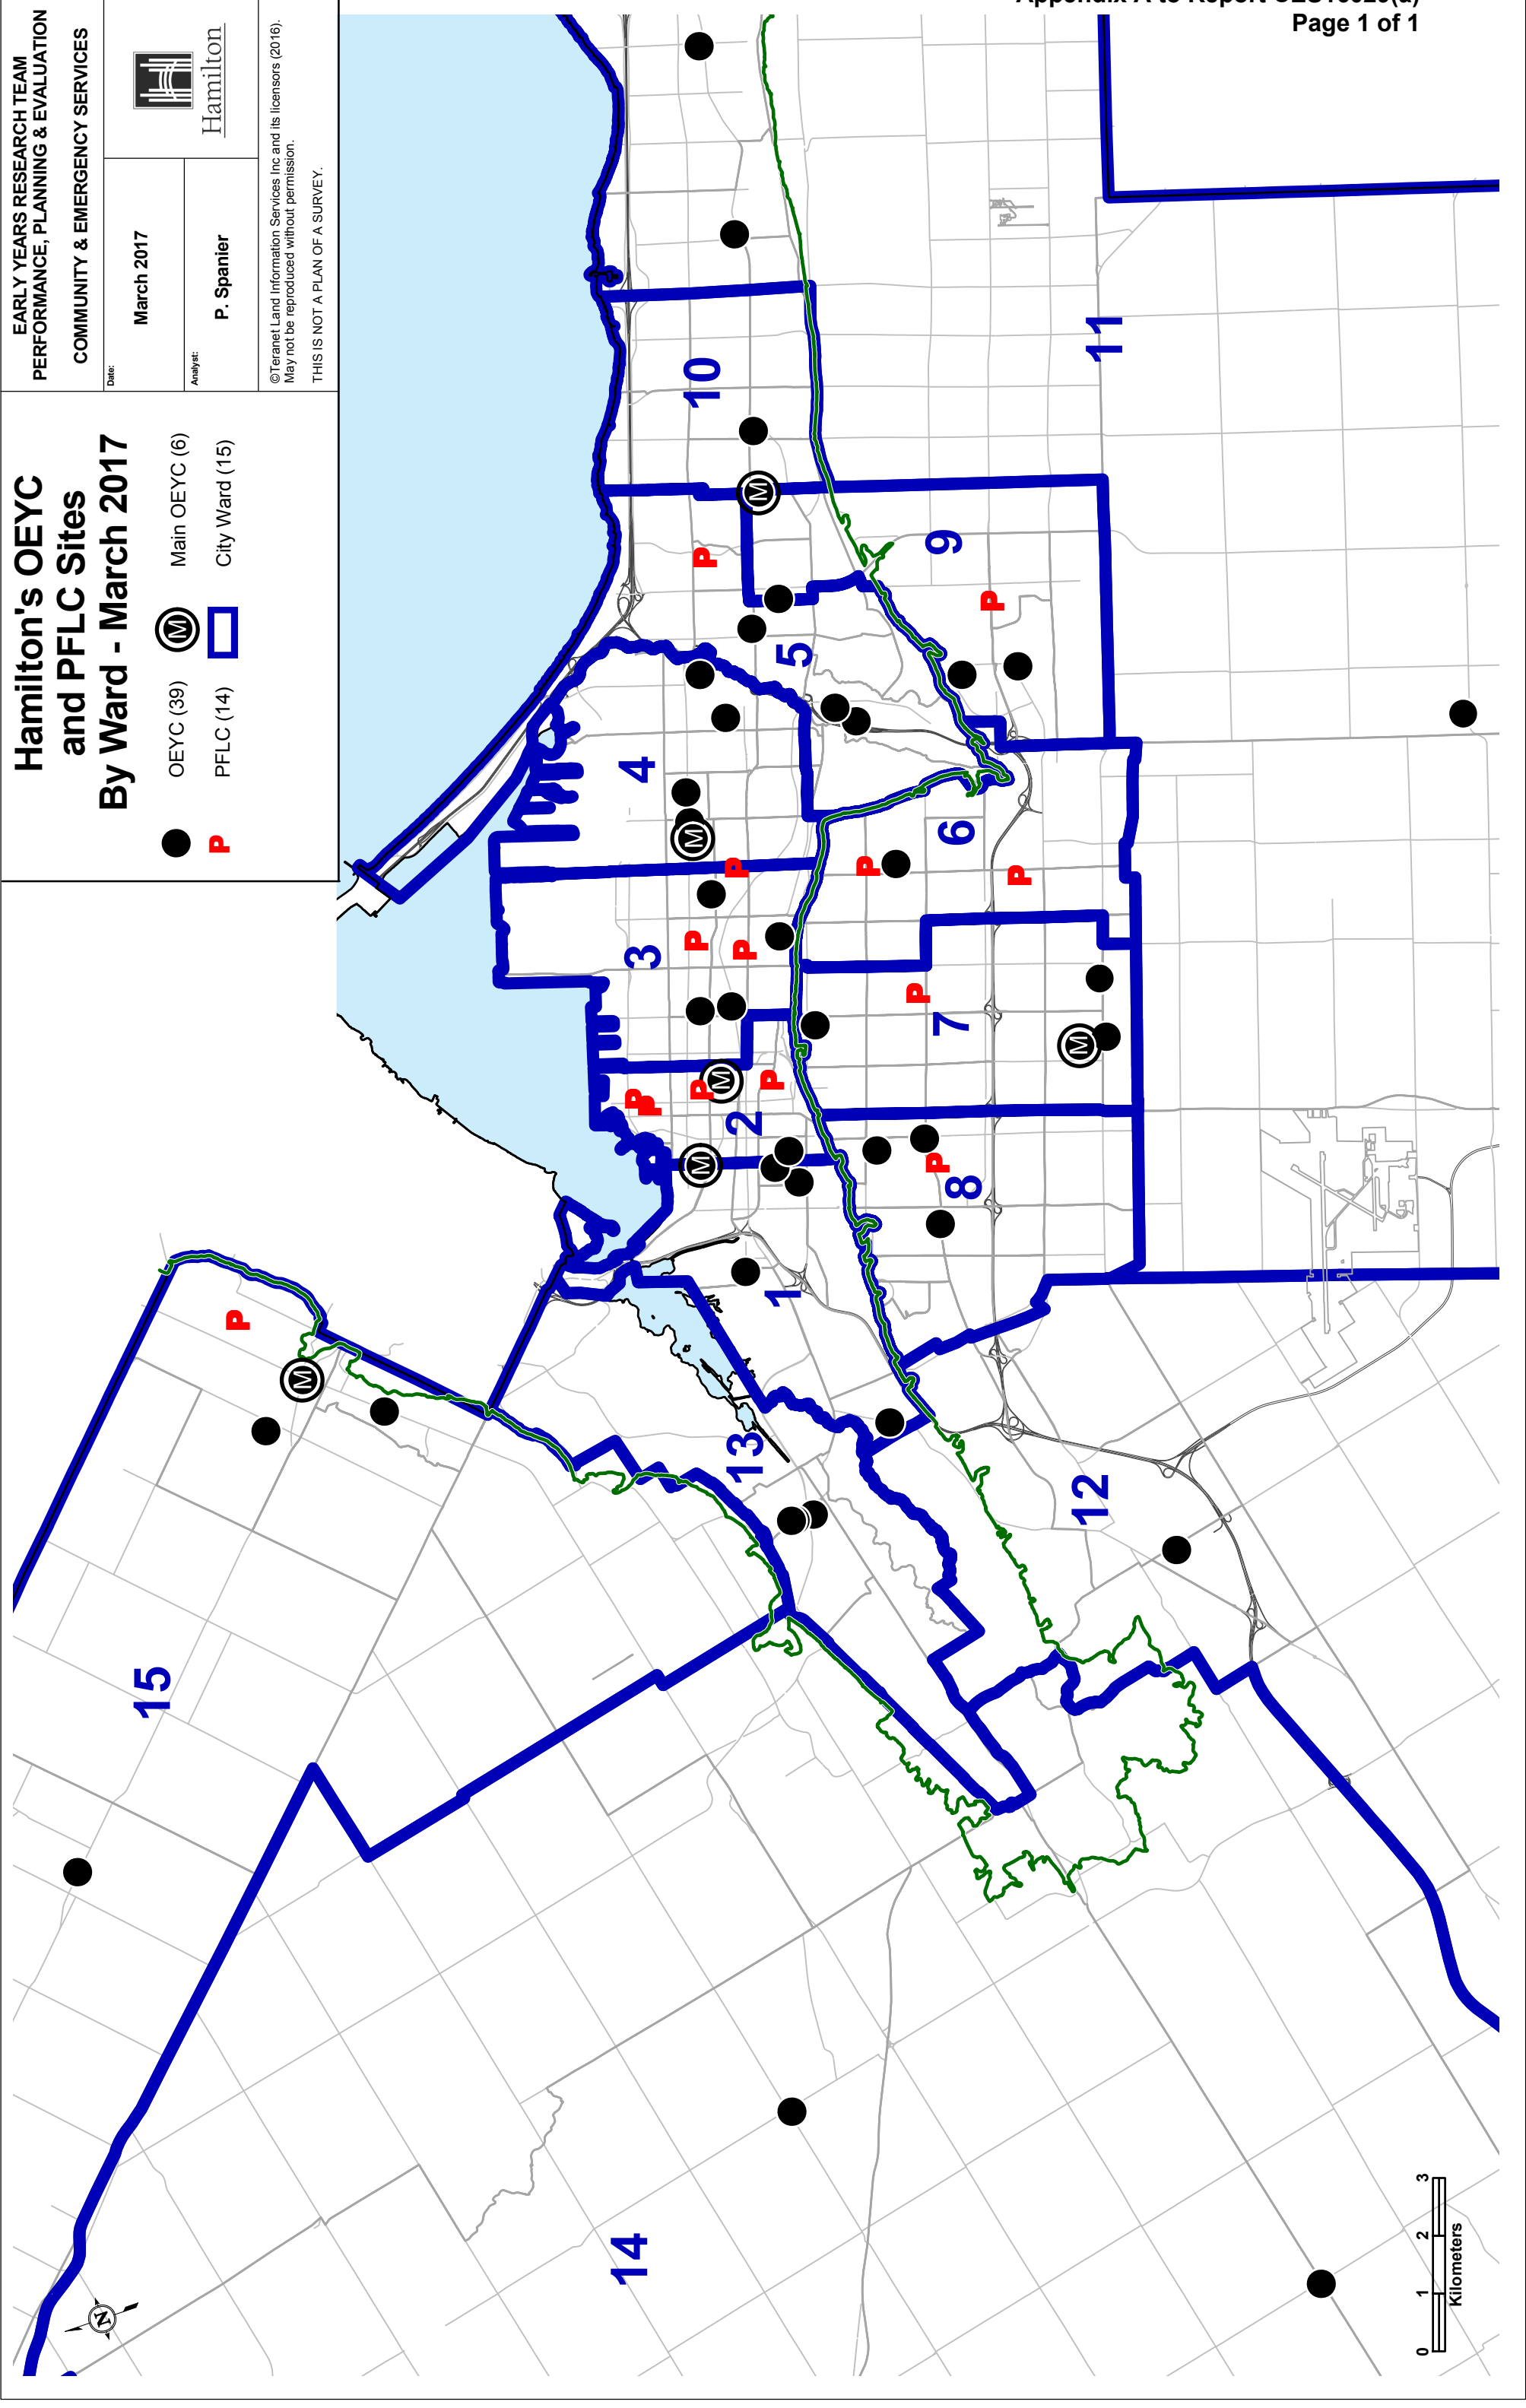 Page 1 of 1
Hamilton's OEYC
and PFLC Sites
By Ward - March 2017
OEYC (39)
M
Main OEYC (6)
P
PFLC (14)
City Ward (15)
EARLY YEARS RESEARCH TEAM
PERFORMANCE, PLANNING & EVALUATION
COMMUNITY & EMERGENCY SERVICES
Date:
March 2017
Analyst:
P. Spanier
Hamilton
©Teranet Land Information Services Inc and its licensors (2016).
May not be reproduced without permission.
THIS IS NOT A PLAN OF A SURVEY.
15
14
13
12
1
2
3
4
5
6
7
8
9
10
11
M
M
M
M
M
M
P
P
P
P
P
P
P
P
P
P
P
P
P
P
N
0 1 2 3
Kilometers